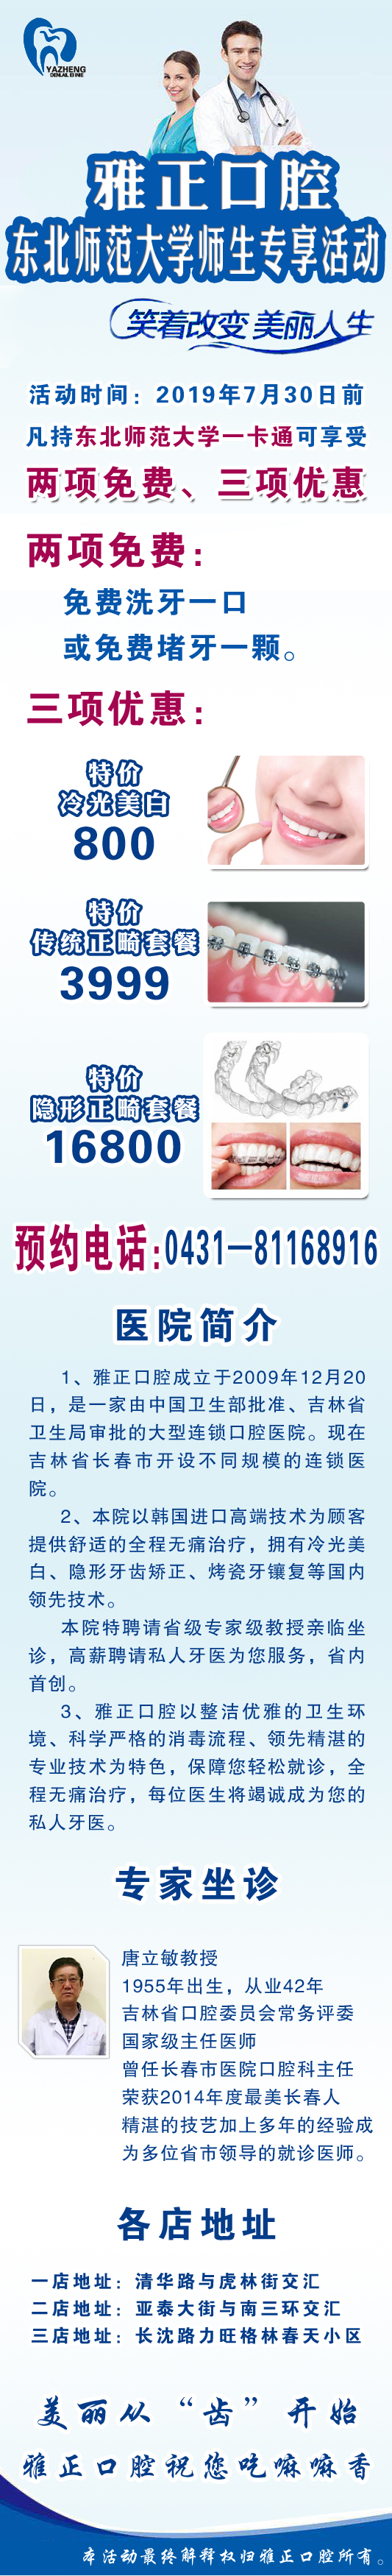 YAZHENG
DENLAL ELINIE
雅正口腔
东北师范大学师生专享活动
笑着改变 美丽人生
活动时间：2019年7月30日前
凡持东北师范大学一卡通可享受
两项免费、三项优惠
两项免费：
免费洗牙一口
或免费堵牙一颗。
三项优惠：
特价
冷光美白
800
特价
传统正畸套餐
3999
特价
隐形正畸套餐
16800
预约电话:0431—81168916
医院简介
1、雅正口腔成立于2009年12月20
日，是一家由中国卫生部批准、吉林省
卫生局审批的大型连锁口腔医院。现在
吉林省长春市开设不同规模的连锁医
院。
2、本院以韩国进口高端技术为顾客
提供舒适的全程无痛治疗，拥有冷光美
白、隐形牙齿矫正、烤瓷牙镶复等国内
领先技术。
本院特聘请省级专家级教授亲临坐
诊，高薪聘请私人牙医为您服务，省内
首创。
3、雅正口腔以整洁优雅的卫生环
境、科学严格的消毒流程、领先精湛的
专业技术为特色，保障您轻松就诊，全
程无痛治疗，每位医生将竭诚成为您的
私人牙医。
专家坐诊
唐立敏教授
1955年出生，从业42年
吉林省口腔委员会常务评委
国家级主任医师
曾任长春市医院口腔科主任
荣获2014年度最美长春人
精湛的技艺加上多年的经验成
为多位省市领导的就诊医师。
各店地址
一店地址：清华路与虎林街交汇
二店地址：亚泰大街与南三环交汇
三店地址：长沈路力旺格林春天小区
美丽从“齿”开始
雅正口腔祝您吃嘛嘛香
本活动最终解释权归雅正口腔所有。